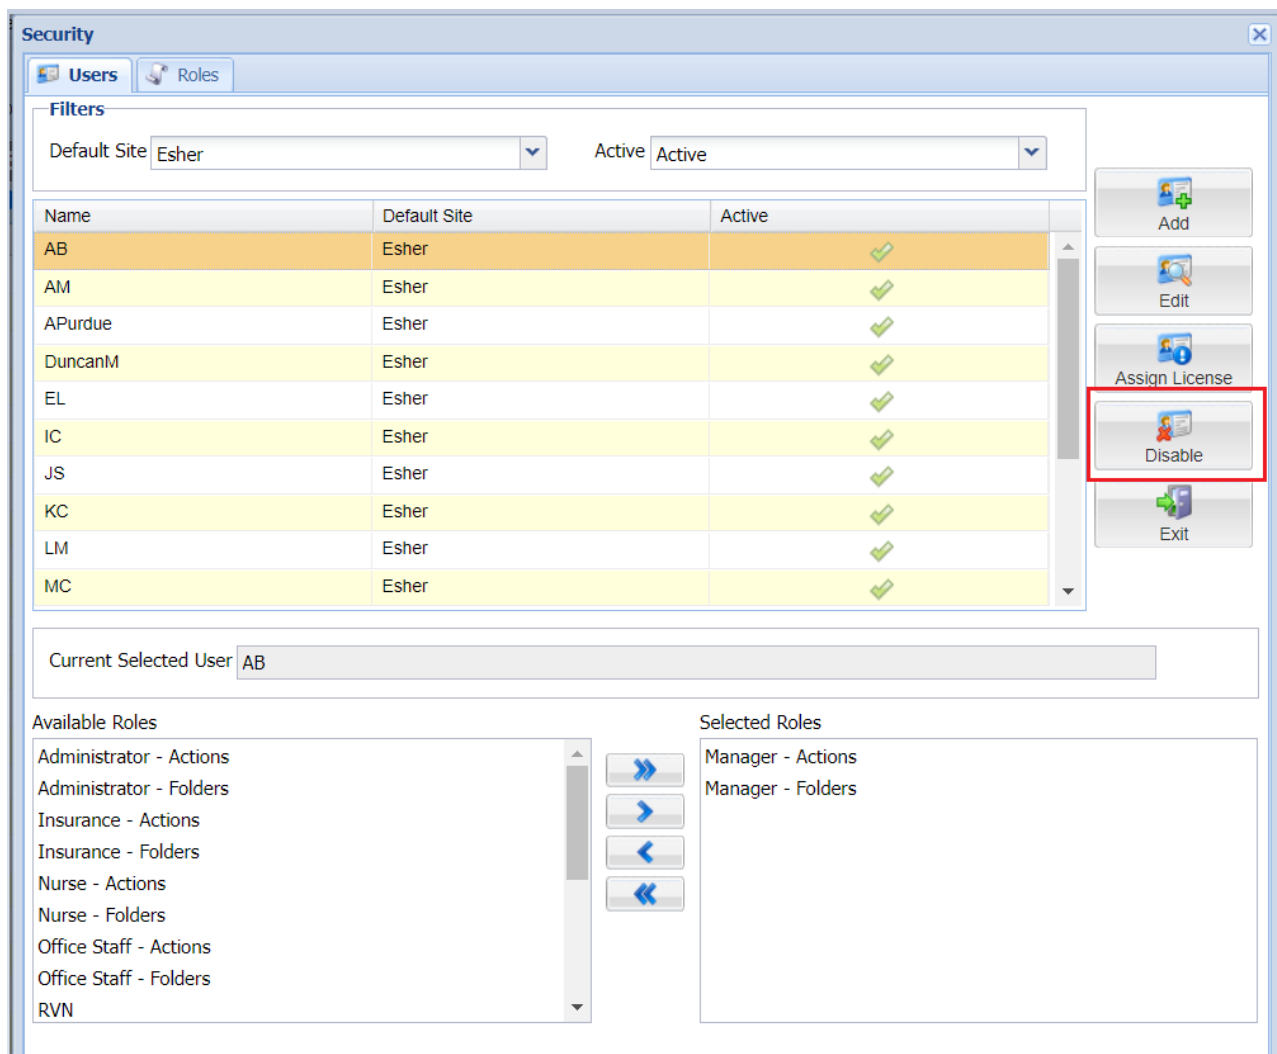 Security
Users Roles
Filters
Default Site Esher Active Active
Name Default Site Active
AB Esher
AM Esher
APurdue Esher
DuncanM Esher
EL Esher
IC Esher
JS Esher
KC Esher
LM Esher
MC Esher
Add
Edit
Assign License
Disable
Exit
Current Selected User AB
Available Roles
Administrator - Actions
Administrator - Folders
Insurance - Actions
Insurance - Folders
Nurse - Actions
Nurse - Folders
Office Staff - Actions
Office Staff - Folders
RVN
Selected Roles
Manager - Actions
Manager - Folders